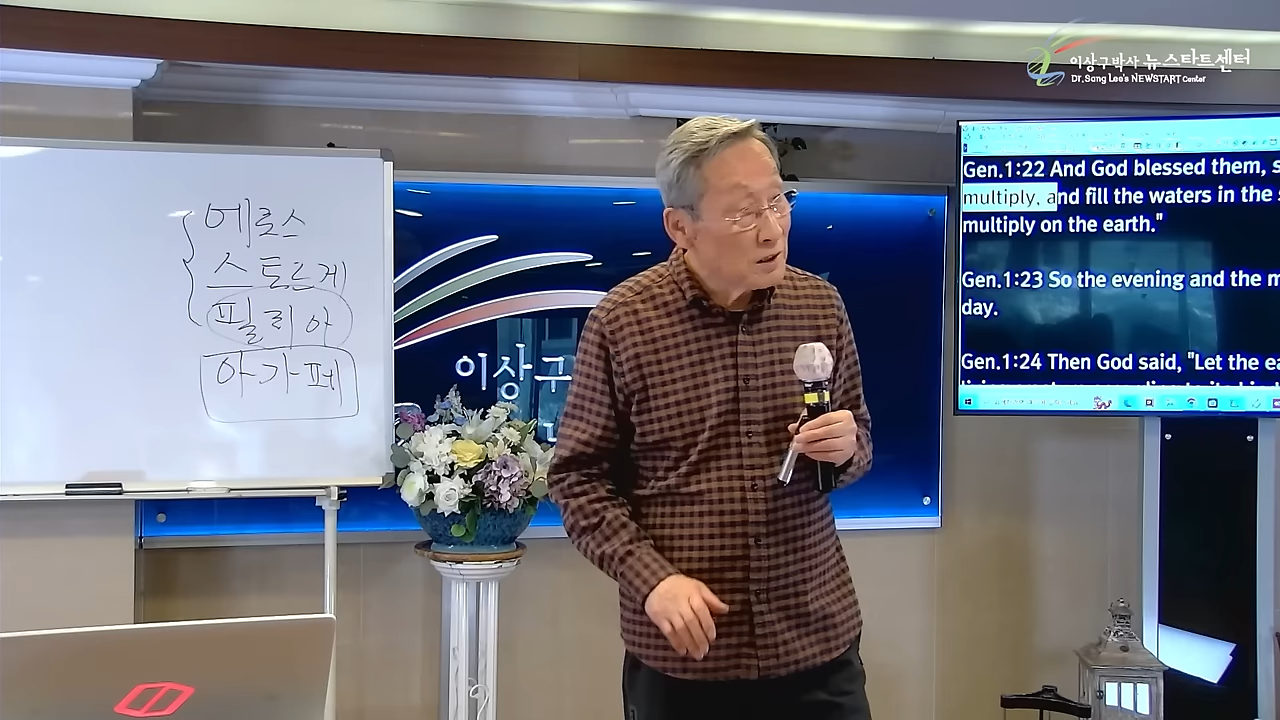 이상구박사 뉴스타트센터
Dr. Sang Lee's NEWSTART Center
에로스
스토르게
필리아
아가페
이상구
Gen.1:22 And God blessed them, s
multiply, and fill the waters in the
multiply on the earth."
Gen.1:23 So the evening and the m
day.
Gen.1:24 Then God said, "Let the ea